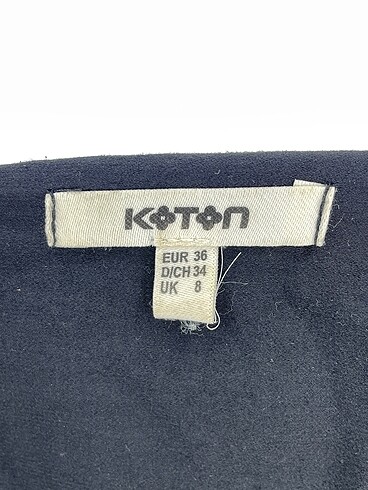 KOTON
EUR 36
D/CH 34
UK 8